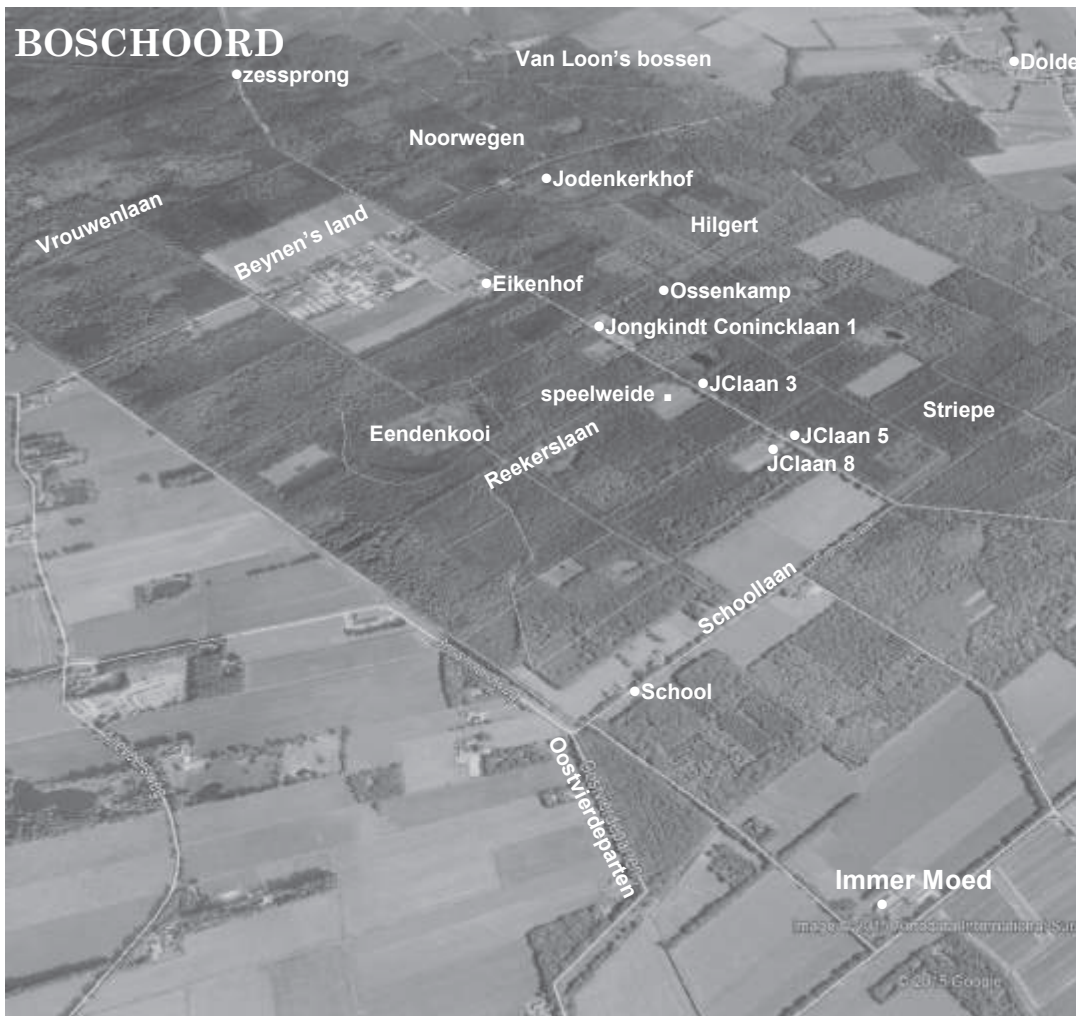 BOSCHOORD
Van Loon's bossen
Dolde
zessprong
Noorwegen
Jodenkerkhof
Vrouwenlaan
Hilgert
Beynen's land
Eikenhof
Ossenkamp
Jongkindt Conincklaan 1
JClaan 3
speelweide
Striepe
Eendenkooi
JClaan 5
Reekerslaan
JClaan 8
Schoollaan
School
Oostvierdeparten
Oostvierdeparten
Immer Moed
© 2015 Google